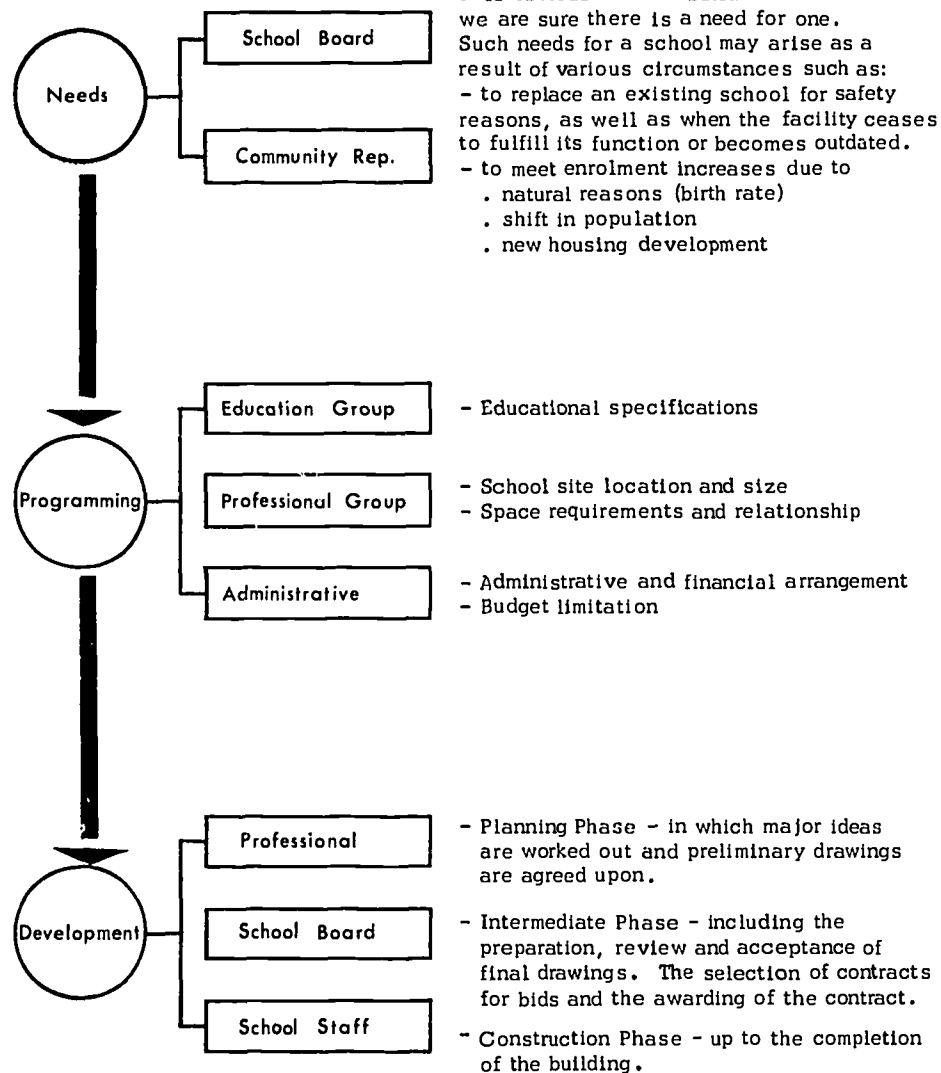 we are sure there is a need for one.
Such needs for a school may arise as a
result of various circumstances such as:
- to replace an existing school for safety
reasons, as well as when the facility ceases
to fulfill its function or becomes outdated.
- to meet enrolment increases due to
. natural reasons (birth rate)
. shift in population
. new housing development
Needs
School Board
Community Rep.
Programming
Education Group
- Educational specifications
Professional Group
- School site location and size
- Space requirements and relationship
Administrative
- Administrative and financial arrangement
- Budget limitation
Development
Professional
- Planning Phase - in which major ideas
are worked out and preliminary drawings
are agreed upon.
School Board
- Intermediate Phase - including the
preparation, review and acceptance of
final drawings. The selection of contracts
for bids and the awarding of the contract.
School Staff
- Construction Phase - up to the completion
of the building.